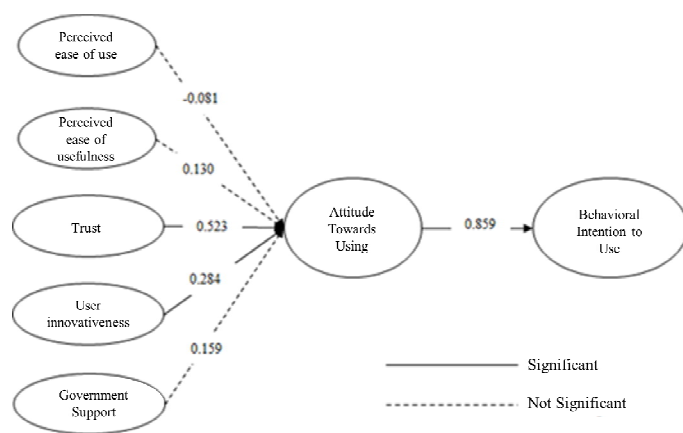 Perceived
ease of use
-0.081
Perceived
ease of
usefulness
0.130
Trust
0.523
Attitude
Towards
Using
0.859
Behavioral
Intention to
Use
User
innovativeness
0.284
0.159
Government
Support
Significant
Not Significant